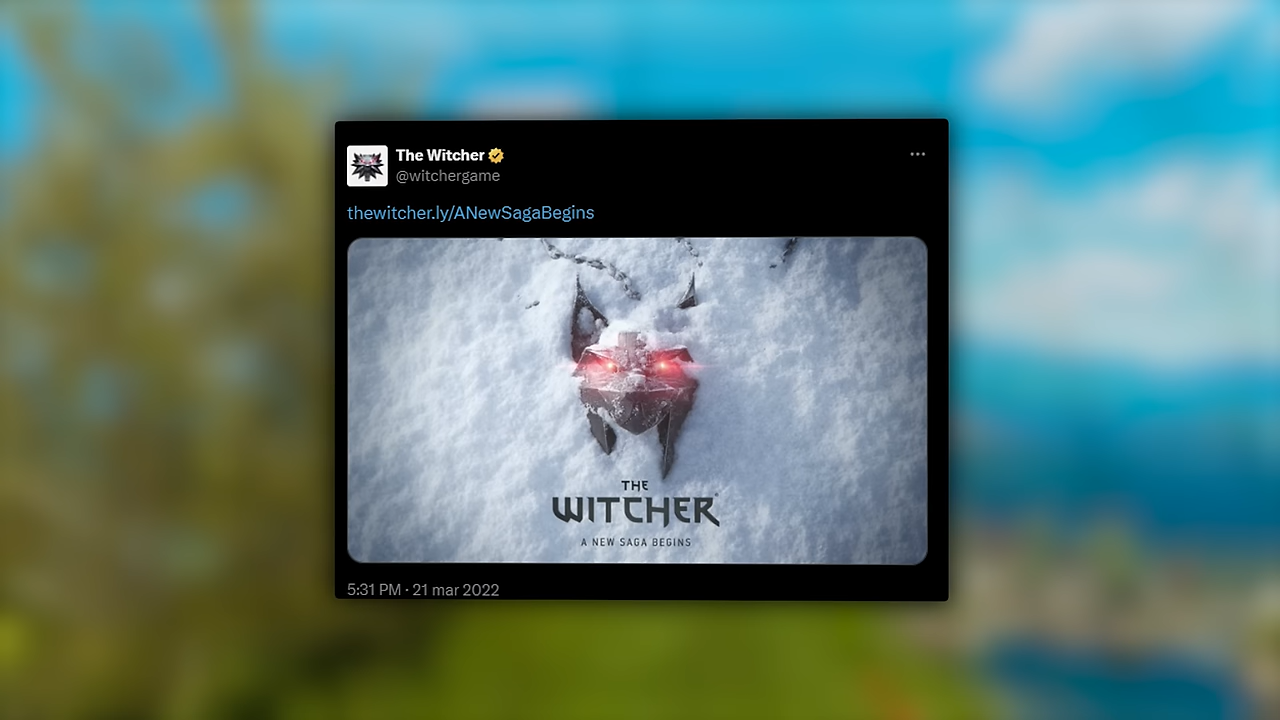 The Witcher
@witchergame
thewitcher.ly/ANewSagaBegins
THE
WITCHER
A NEW SAGA BEGINS
5:31 PM · 21 mar 2022